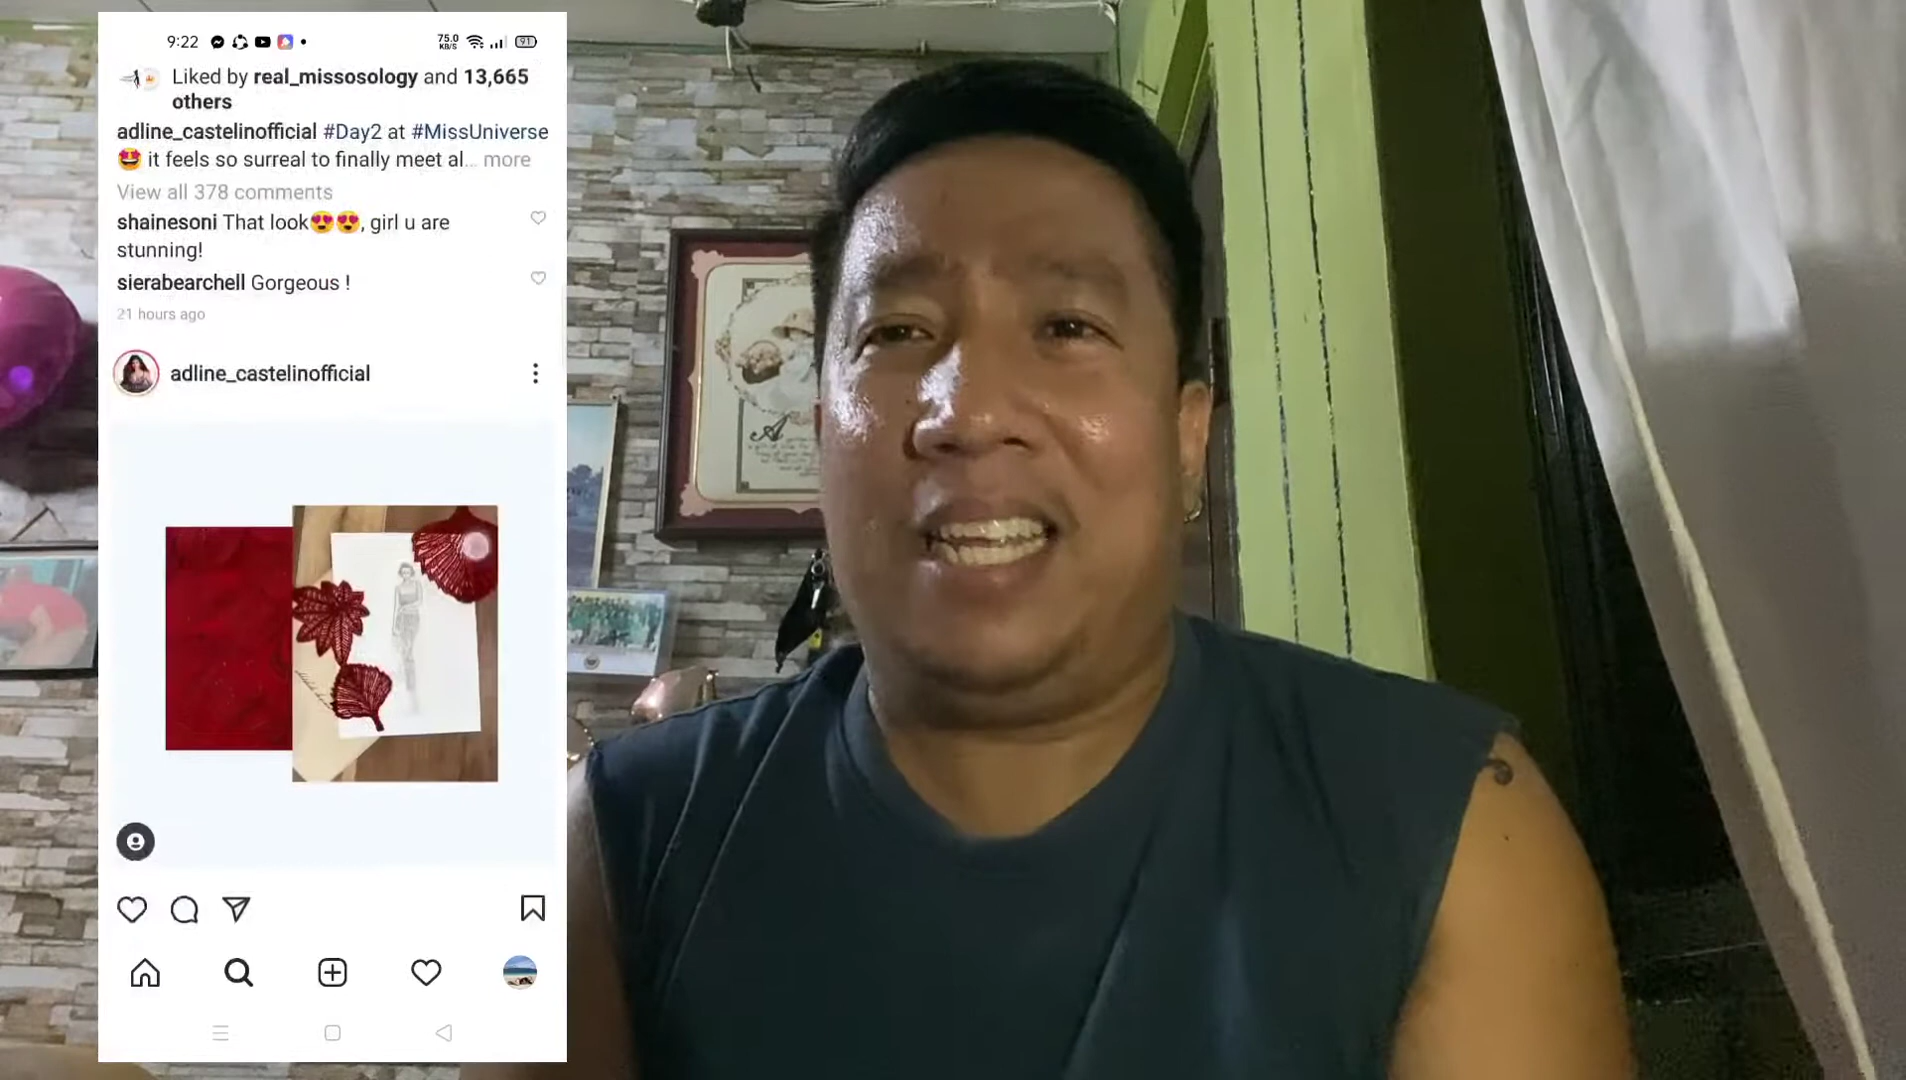 9:22
75.0
KB/S
91
Liked by real_missosology and 13,665
others
adline_castelinofficial #Day2 at #MissUniverse
🤩 it feels so surreal to finally meet al... more
View all 378 comments
shainesoni That look😍😍, girl u are
stunning!
sierabearchell Gorgeous !
21 hours ago
adline_castelinofficial
A